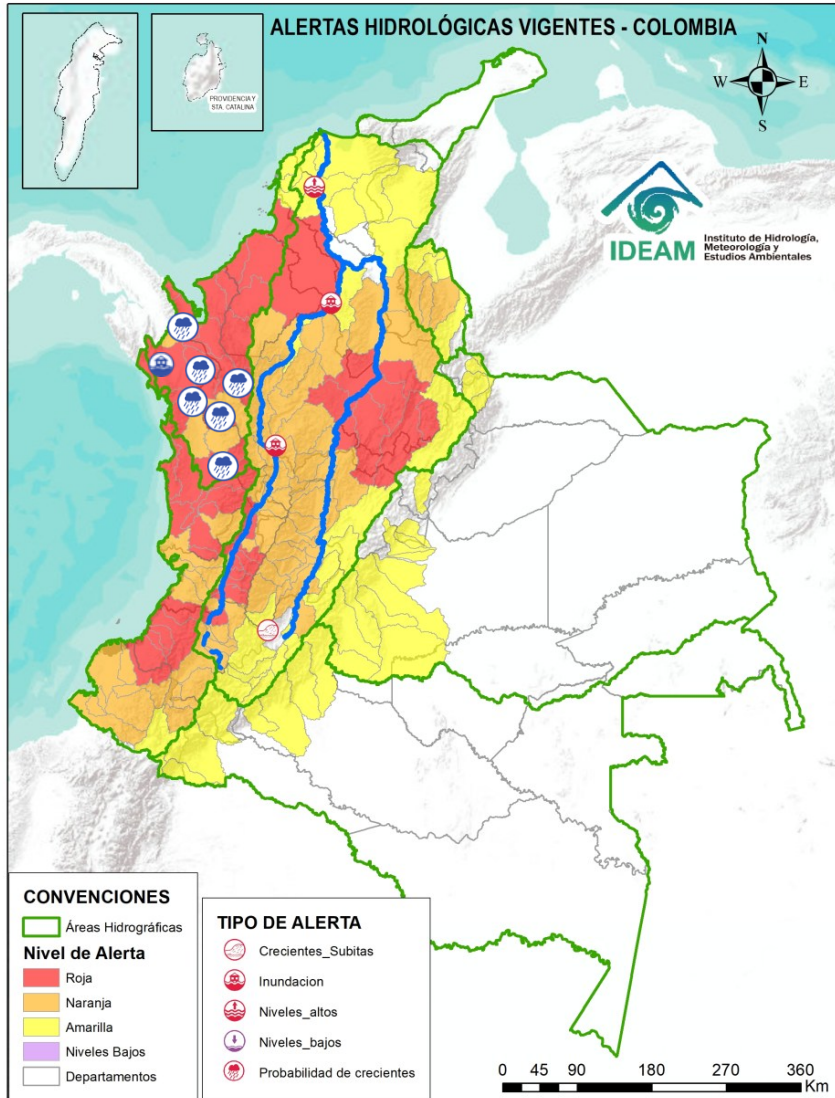 ALERTAS HIDROLÓGICAS VIGENTES - COLOMBIA
PROVIDENCIA Y
STA. CATALINA
N
W
E
S
IDEAM
Instituto de Hidrología,
Meteorología y
Estudios Ambientales
CONVENCIONES
Áreas Hidrográficas
Nivel de Alerta
Roja
Naranja
Amarilla
Niveles Bajos
Departamentos
TIPO DE ALERTA
Crecientes_Subitas
Inundacion
Niveles_altos
Niveles_bajos
Probabilidad de crecientes
0 45 90 180 270 360
Km